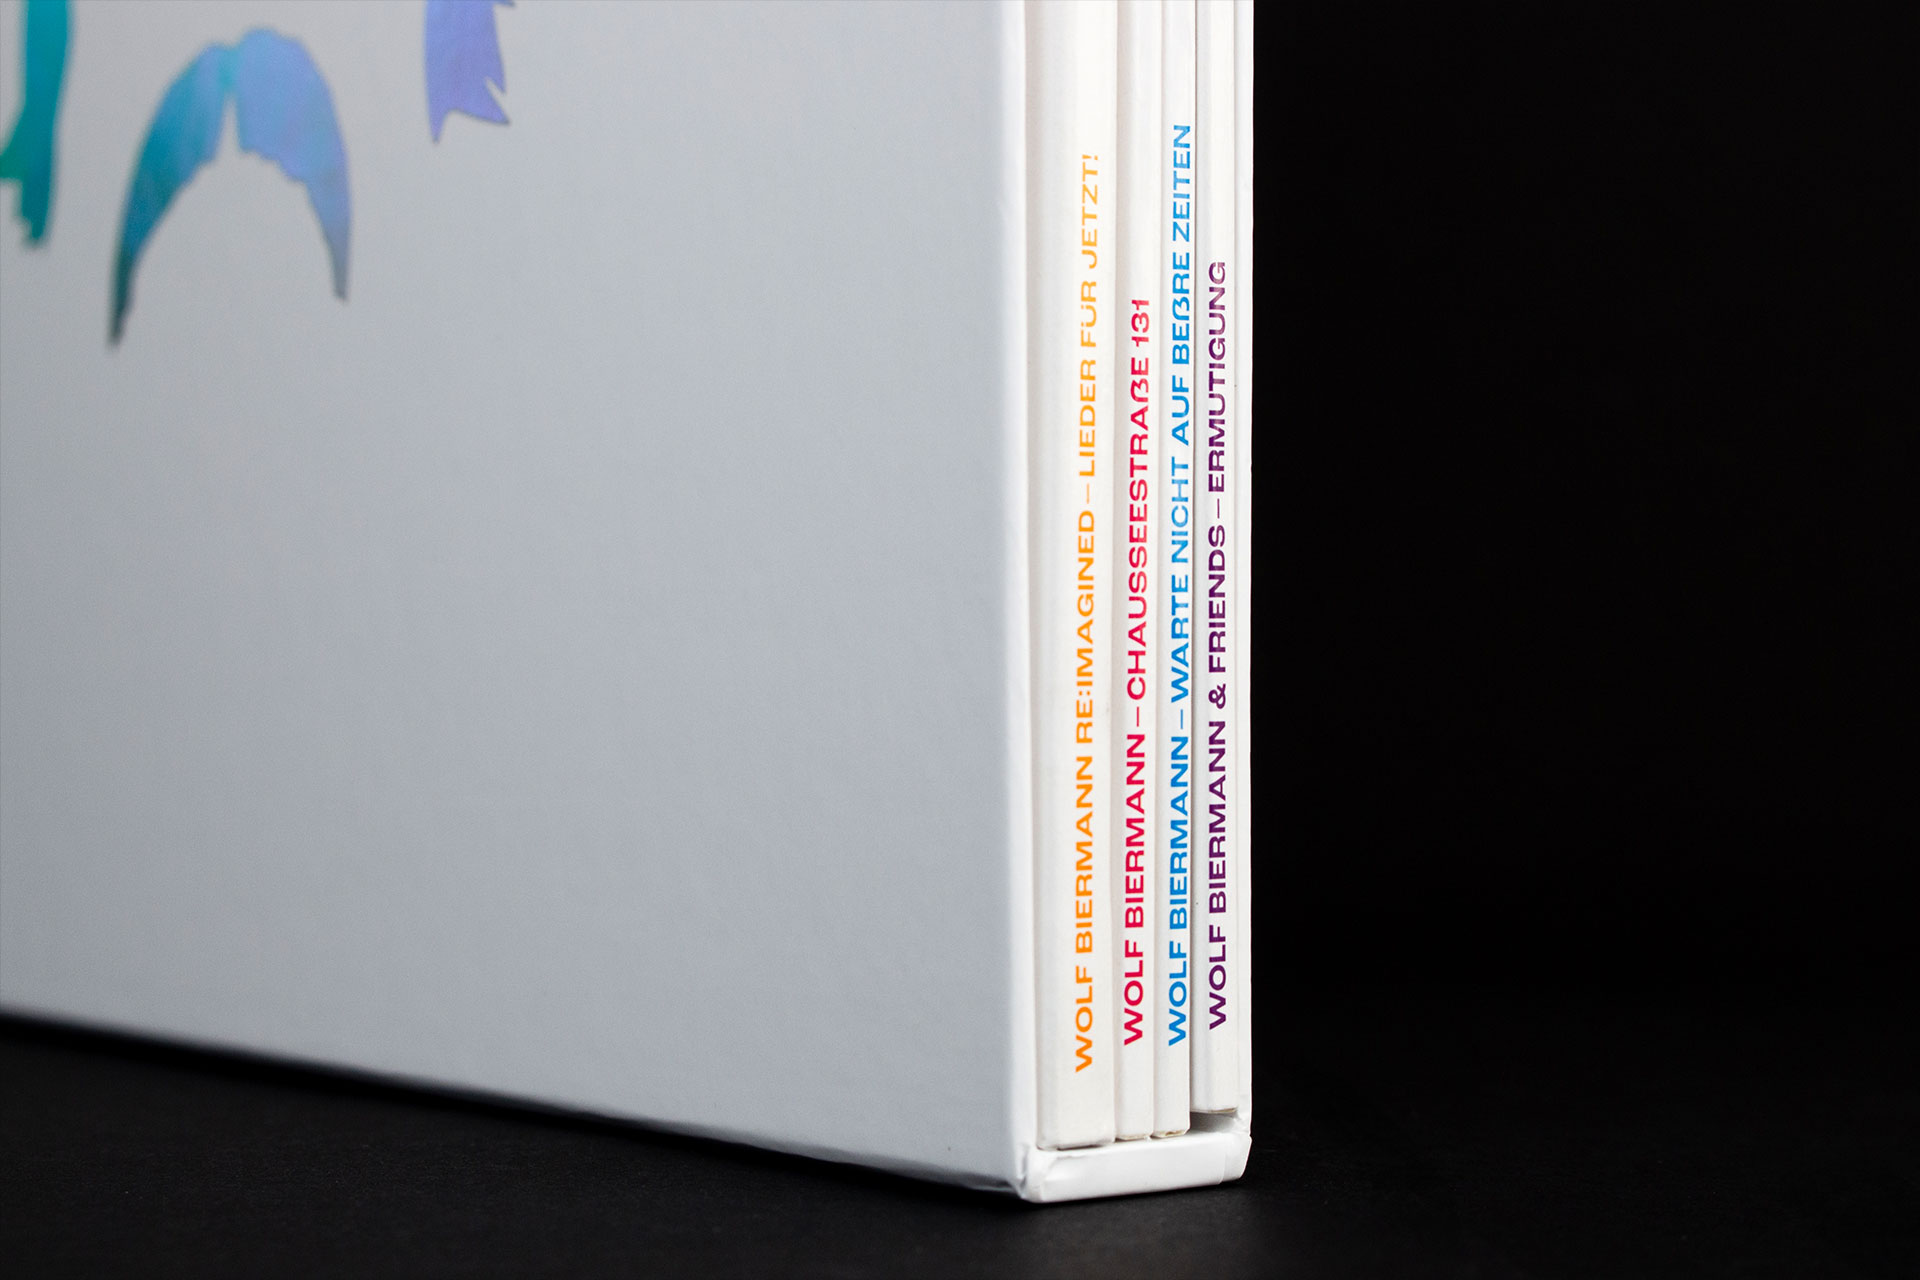 WOLF BIERMANN RE:IMAGINED – LIEDER FÜR JETZT!
WOLF BIERMANN – CHAUSSEESTRAẞE 131
WOLF BIERMANN – WARTE NICHT AUF BEẞRE ZEITEN
WOLF BIERMANN & FRIENDS – ERMUTIGUNG